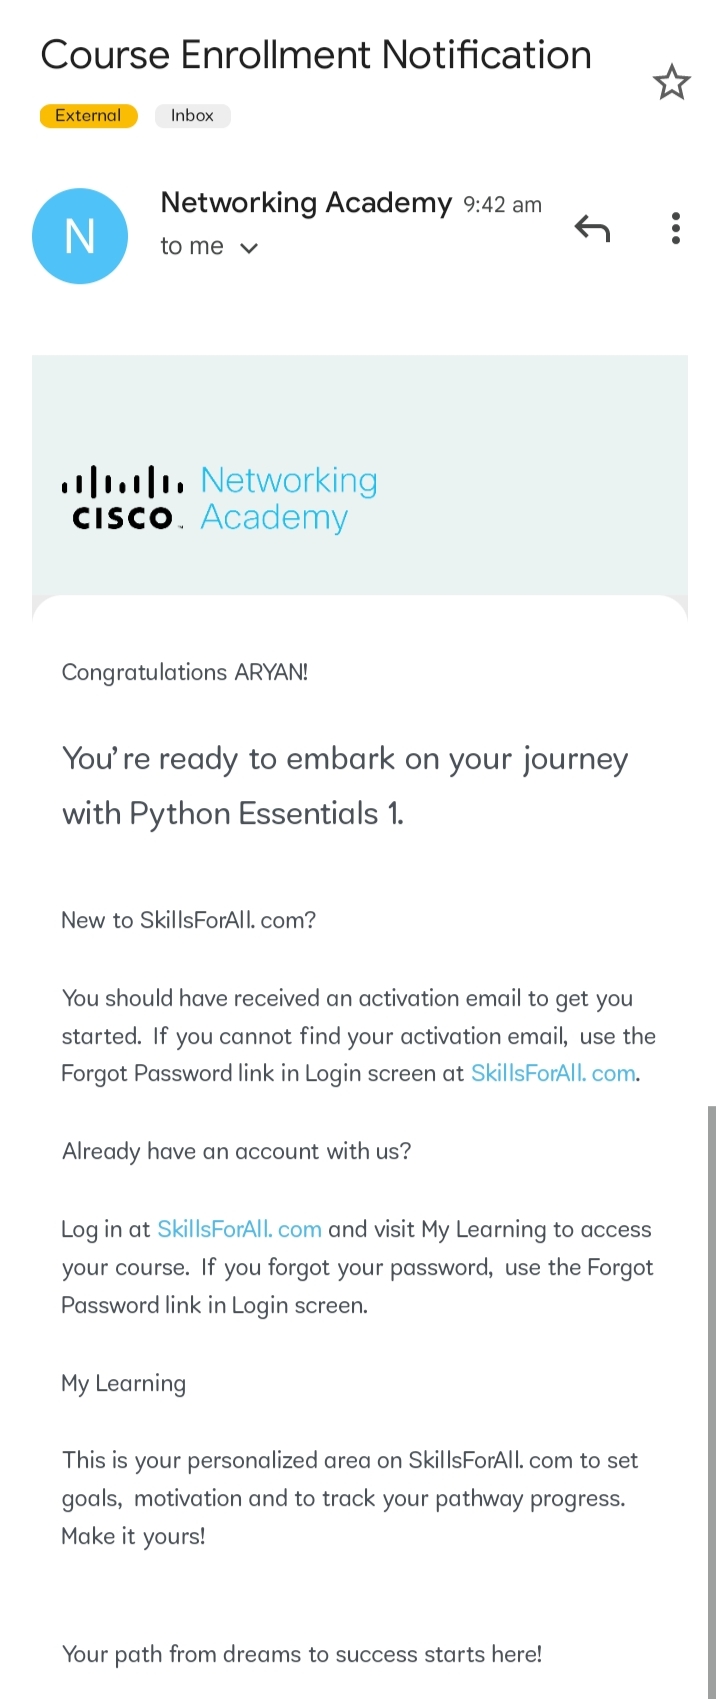 Course Enrollment Notification
External Inbox
N
Networking Academy 9:42 am
to me
CISCO Networking
Academy
Congratulations ARYAN!
You're ready to embark on your journey
with Python Essentials 1.
New to SkillsForAll. com?
You should have received an activation email to get you
started. If you cannot find your activation email, use the
Forgot Password link in Login screen at SkillsForAll. com.
Already have an account with us?
Log in at SkillsForAll. com and visit My Learning to access
your course. If you forgot your password, use the Forgot
Password link in Login screen.
My Learning
This is your personalized area on SkillsForAll. com to set
goals, motivation and to track your pathway progress.
Make it yours!
Your path from dreams to success starts here!